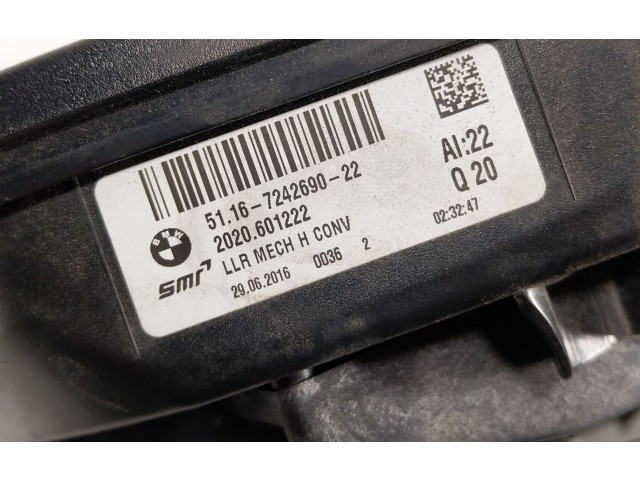 51.16-7242690-22
2020.601222
LLR MECH H CONV
29.06.2016 0036 2
BMW
smr
AI:22
Q 20
02:32:47